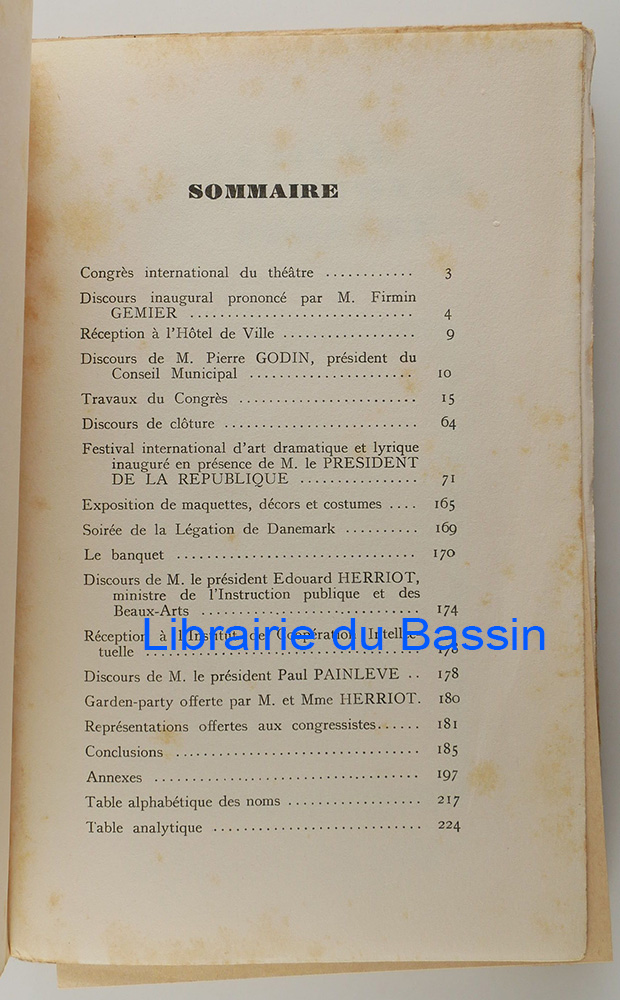 SOMMAIRE
Congrès international du théâtre ............ 3
Discours inaugural prononcé par M. Firmin
GEMIER .............................. 4
Réception à l'Hôtel de Ville .................. 9
Discours de M. Pierre GODIN, président du
Conseil Municipal ...................... 10
Travaux du Congrès ........................ 15
Discours de clôture .......................... 64
Festival international d'art dramatique et lyrique
inauguré en présence de M. le PRESIDENT
DE LA REPUBLIQUE ................ 71
Exposition de maquettes, décors et costumes .... 165
Soirée de la Légation de Danemark .......... 169
Le banquet ................................ 170
Discours de M. le président Edouard HERRIOT,
ministre de l'Instruction publique et des
Beaux-Arts ............................ 174
Réception à l'Institut de Coopération Intellec-
tuelle .................................... 178
Librairie du Bassin
Discours de M. le président Paul PAINLEVE .. 178
Garden-party offerte par M. et Mme HERRIOT. 180
Représentations offertes aux congressistes...... 181
Conclusions ................................ 185
Annexes .................................... 197
Table alphabétique des noms .................. 217
Table analytique ............................ 224